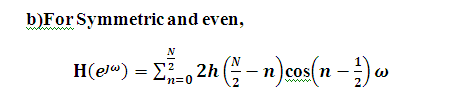 b)For Symmetric and even,
H(e^{jω}) = Σ_{n=0}^{N/2} 2h (N/2 − n) cos(n − 1/2) ω